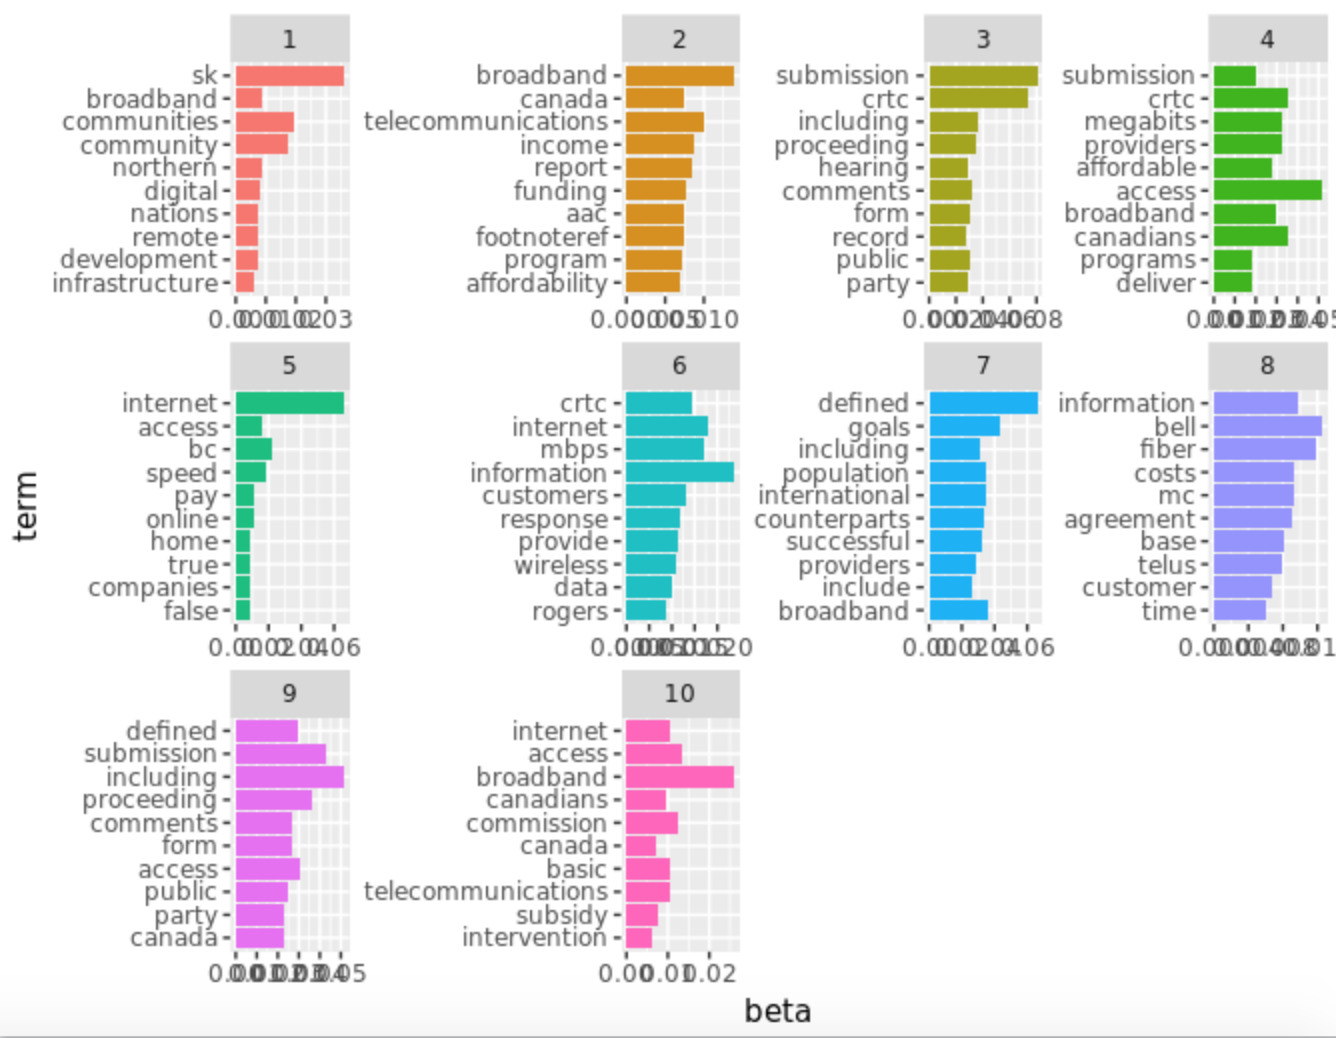 1
sk
broadband
communities
community
northern
digital
nations
remote
development
infrastructure
2
broadband
canada
telecommunications
income
report
funding
aac
footnoteref
program
affordability
3
submission
crtc
including
proceeding
hearing
comments
form
record
public
party
4
submission
crtc
megabits
providers
affordable
access
broadband
canadians
programs
deliver
term
5
internet
access
bc
speed
pay
online
home
true
companies
false
6
crtc
internet
mbps
information
customers
response
provide
wireless
data
rogers
7
defined
goals
including
population
international
counterparts
successful
providers
include
broadband
8
information
bell
fiber
costs
mc
agreement
base
telus
customer
time
9
defined
submission
including
proceeding
comments
form
access
public
party
canada
10
internet
access
broadband
canadians
commission
canada
basic
telecommunications
subsidy
intervention
0.00 0.01 0.02
beta